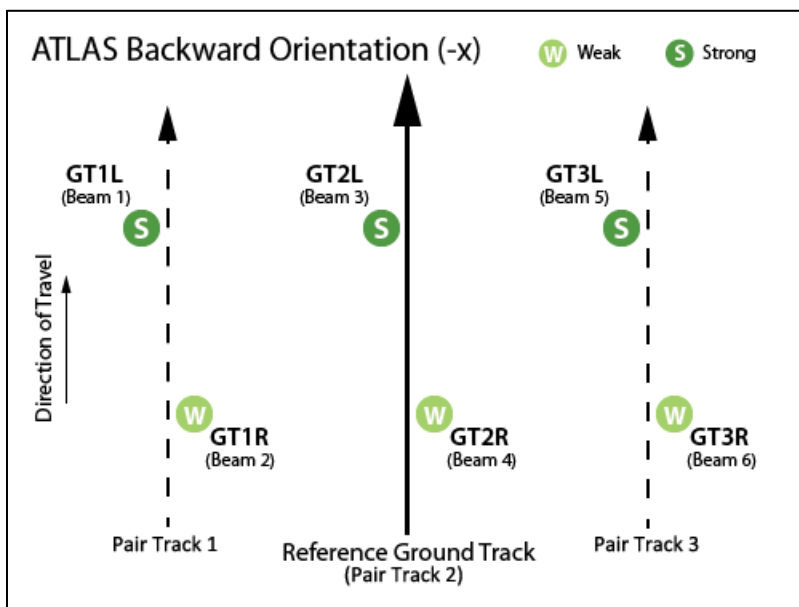 ATLAS Backward Orientation (-x)
W Weak
S Strong
GT1L
(Beam 1)
S
GT2L
(Beam 3)
S
GT3L
(Beam 5)
S
Direction of Travel
W
GT1R
(Beam 2)
W
GT2R
(Beam 4)
W
GT3R
(Beam 6)
Pair Track 1
Reference Ground Track
(Pair Track 2)
Pair Track 3